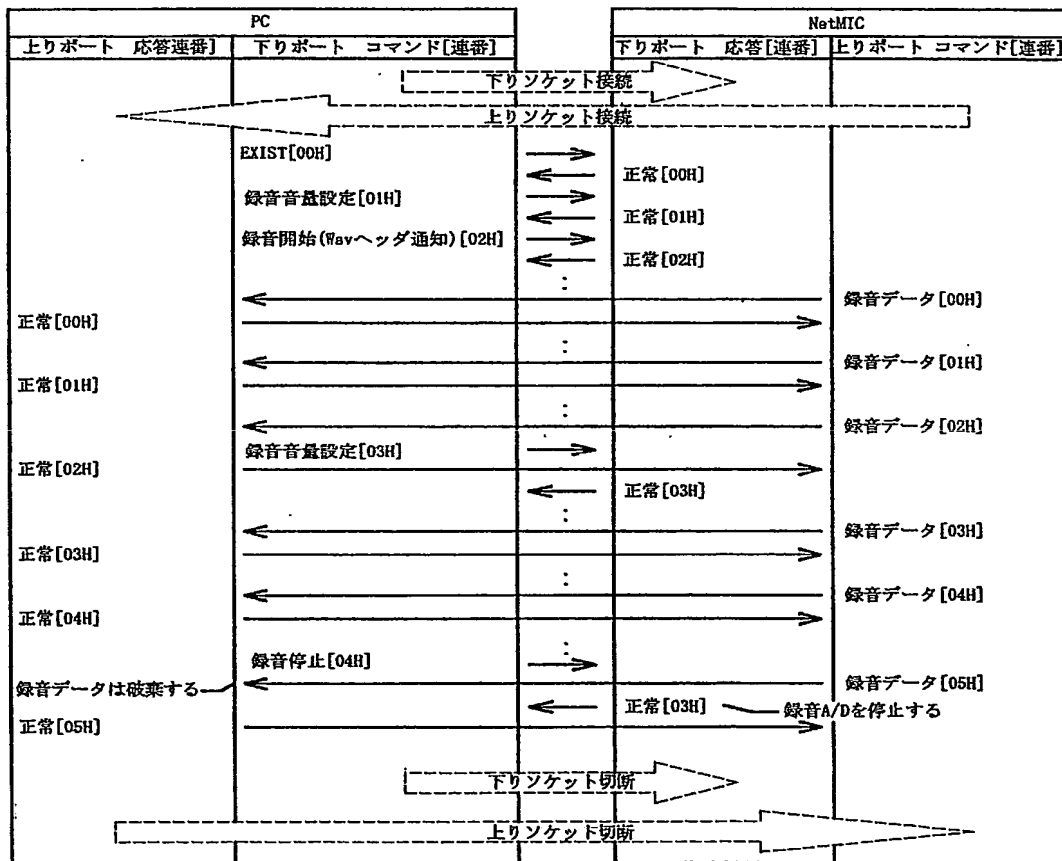 PC
NetMIC
上りポート 応答連番]
下りポート コマンド[連番]
下りポート 応答[連番]
上りポート コマンド[連番]
下りソケット接続
上りソケット接続
EXIST[00H]
正常[00H]
録音音量設定[01H]
正常[01H]
録音開始(Wavヘッダ通知)[02H]
正常[02H]
録音データ[00H]
正常[00H]
録音データ[01H]
正常[01H]
録音データ[02H]
録音音量設定[03H]
正常[02H]
正常[03H]
録音データ[03H]
正常[03H]
録音データ[04H]
正常[04H]
録音停止[04H]
録音データは破棄する
録音データ[05H]
正常[03H]
録音A/Dを停止する
正常[05H]
下りソケット切断
上りソケット切断